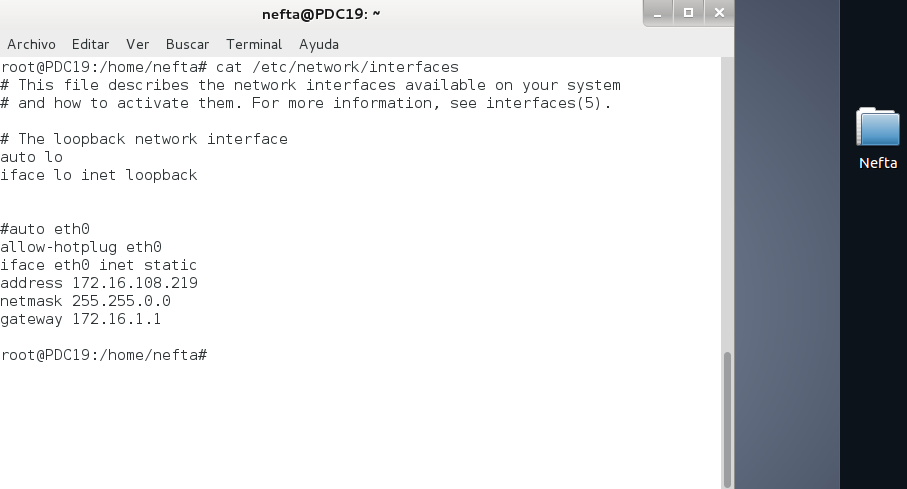 nefta@PDC19: ~
Archivo Editar Ver Buscar Terminal Ayuda
root@PDC19:/home/nefta# cat /etc/network/interfaces
# This file describes the network interfaces available on your system
# and how to activate them. For more information, see interfaces(5).
# The loopback network interface
auto lo
iface lo inet loopback
#auto eth0
allow-hotplug eth0
iface eth0 inet static
address 172.16.108.219
netmask 255.255.0.0
gateway 172.16.1.1
root@PDC19:/home/nefta#
Nefta